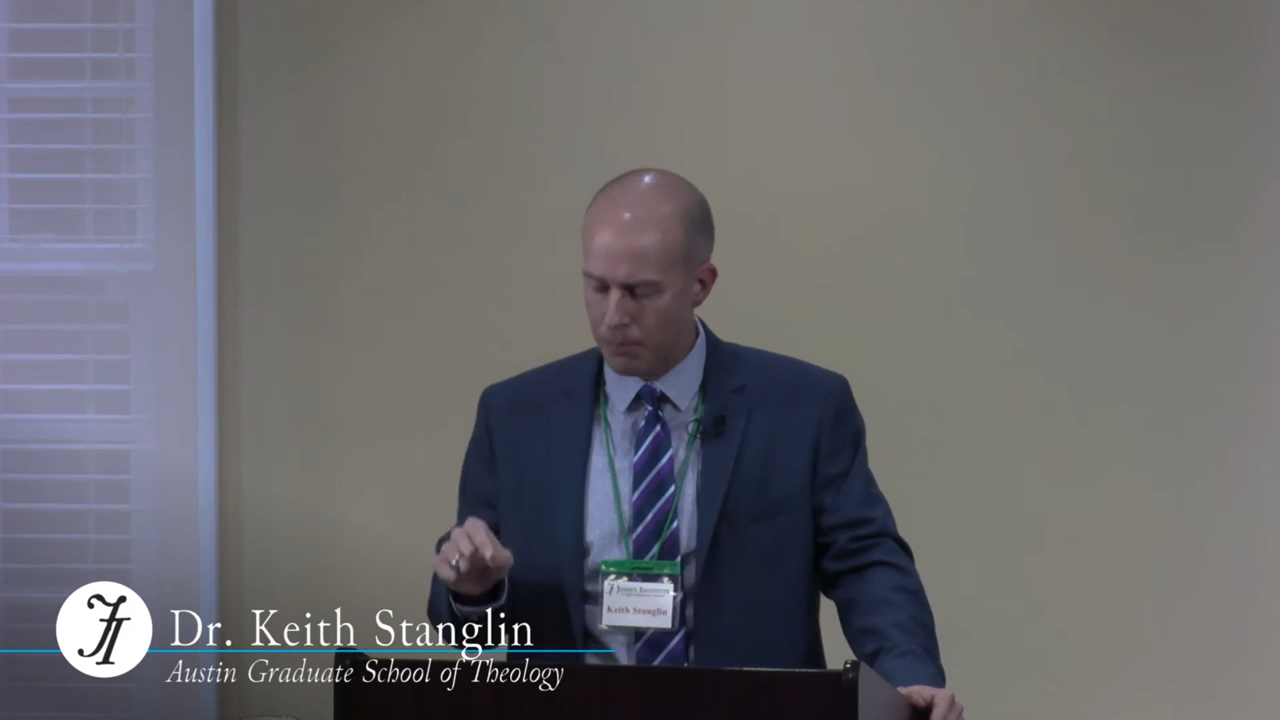 Keith Stanglin
Dr. Keith Stanglin
Austin Graduate School of Theology